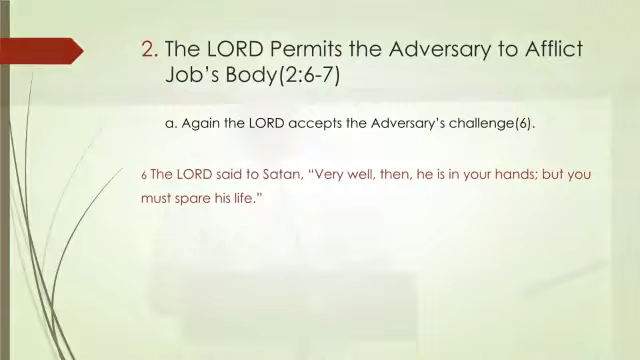 2. The LORD Permits the Adversary to Afflict
Job’s Body(2:6-7)
a. Again the LORD accepts the Adversary’s challenge(6).
6 The LORD said to Satan, “Very well, then, he is in your hands; but you
must spare his life.”